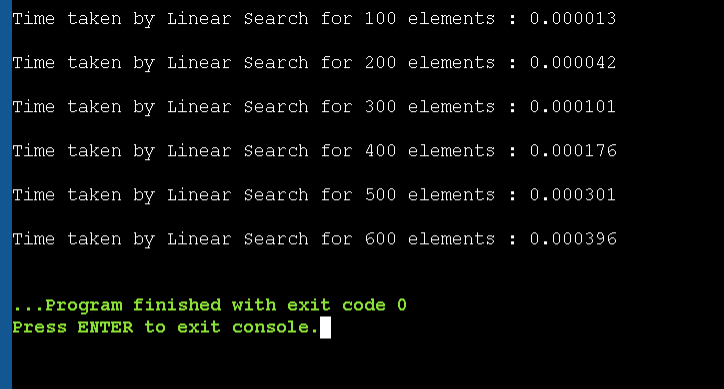 Time taken by Linear Search for 100 elements : 0.000013
Time taken by Linear Search for 200 elements : 0.000042
Time taken by Linear Search for 300 elements : 0.000101
Time taken by Linear Search for 400 elements : 0.000176
Time taken by Linear Search for 500 elements : 0.000301
Time taken by Linear Search for 600 elements : 0.000396
...Program finished with exit code 0
Press ENTER to exit console.